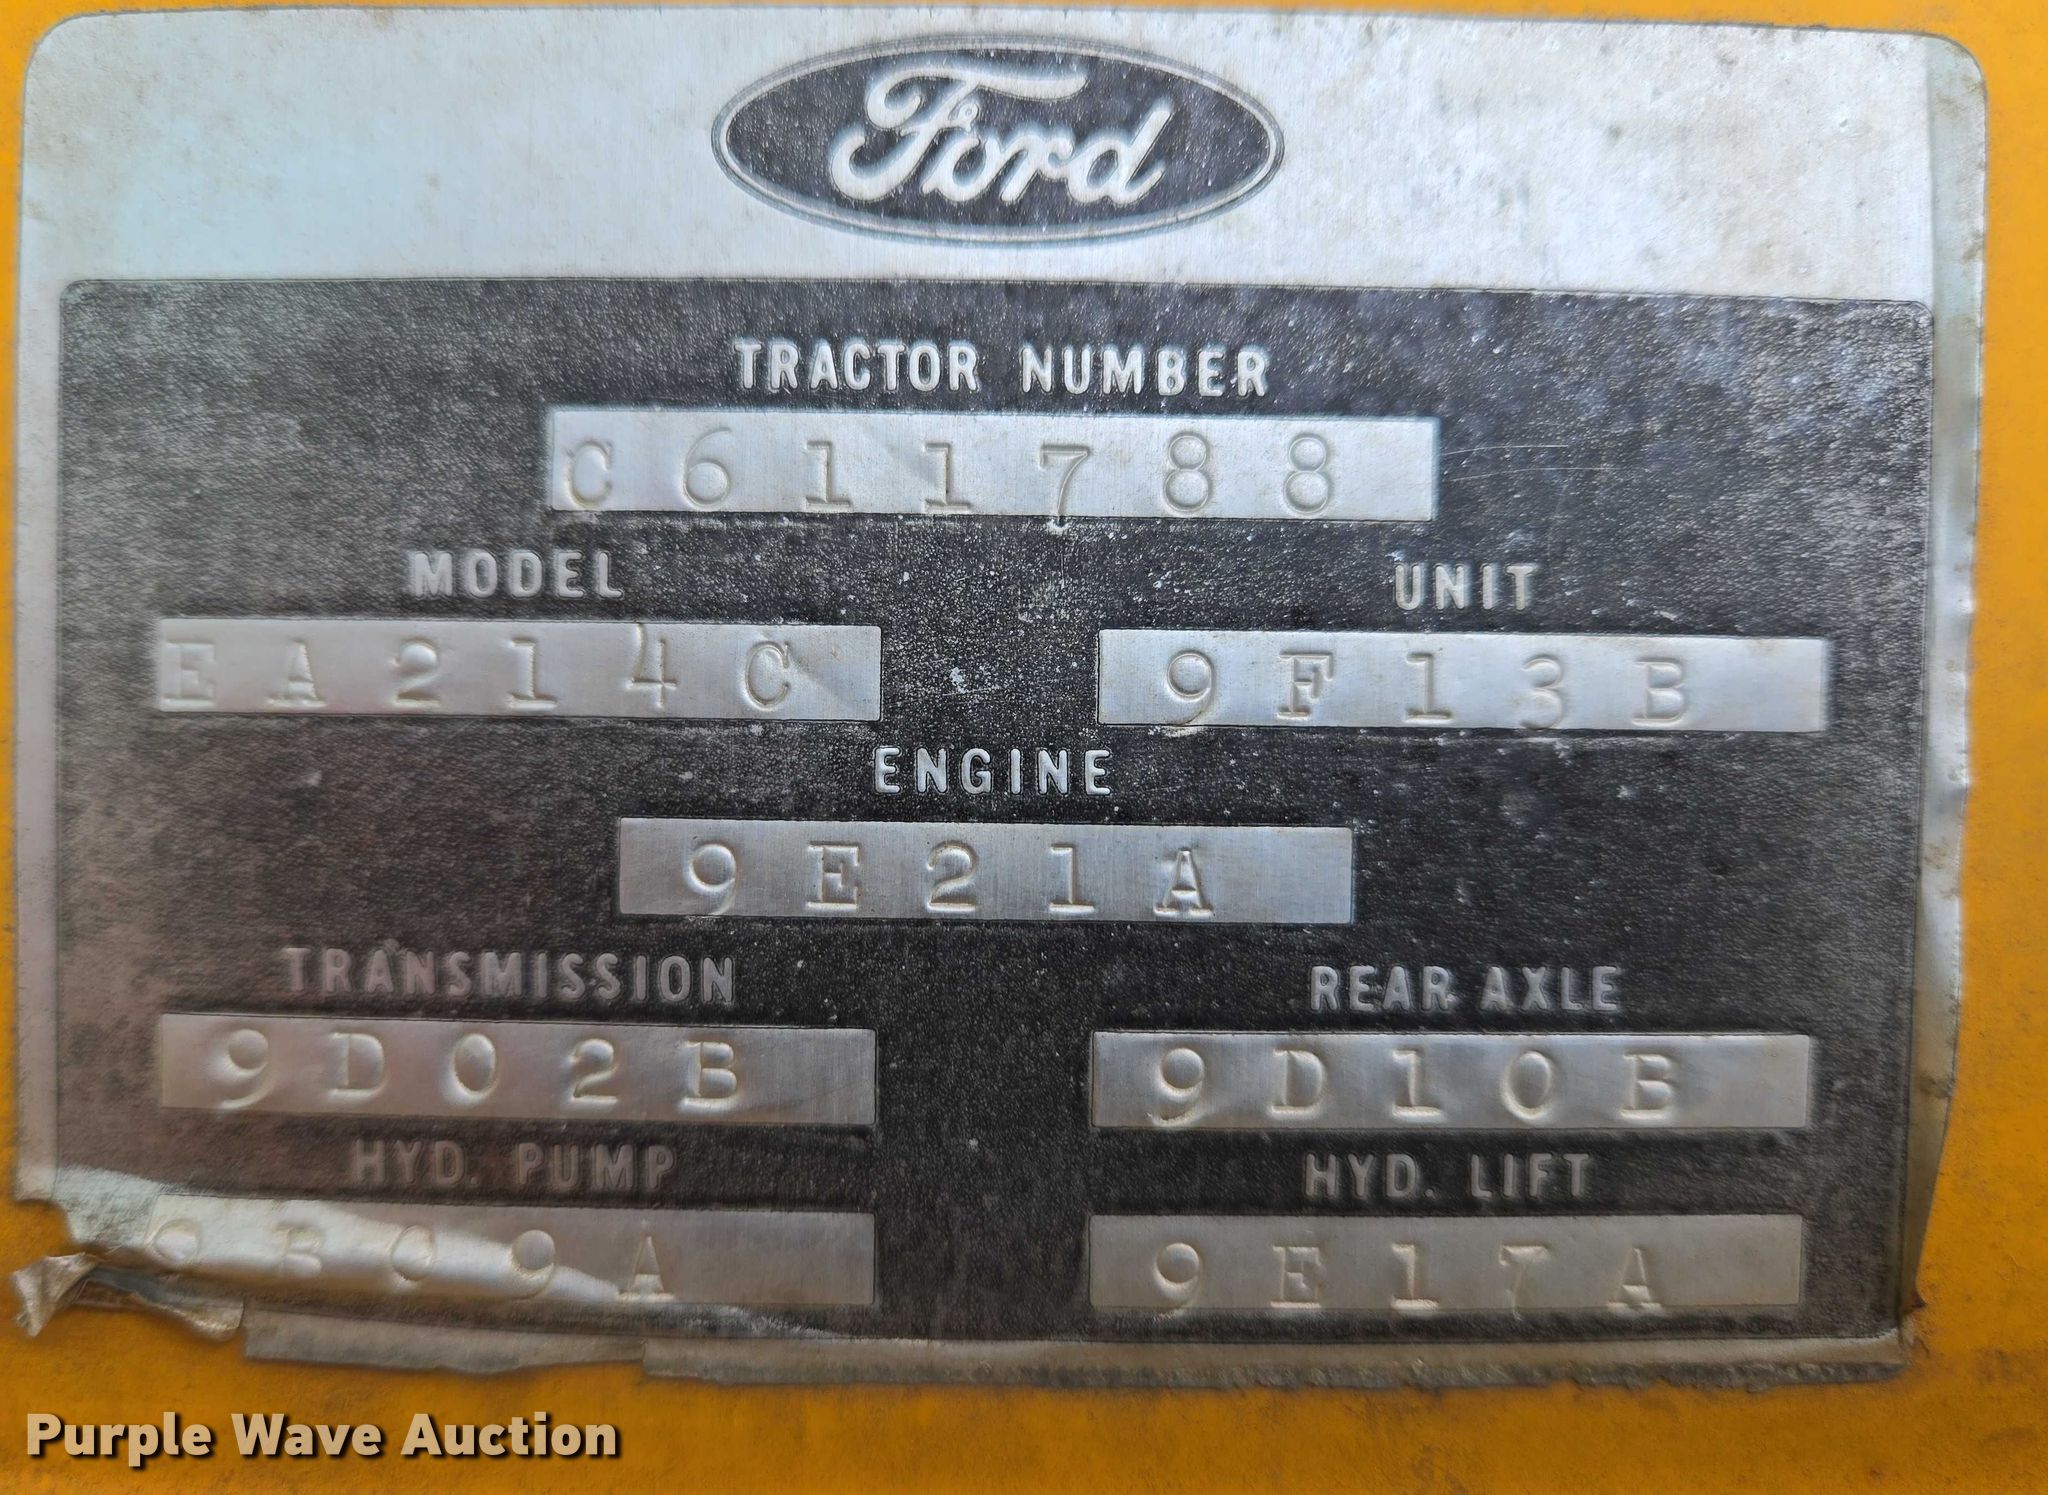 Ford
TRACTOR NUMBER
C611788
MODEL UNIT
EA214C 9F13B
ENGINE
9E21A
TRANSMISSION REAR AXLE
9D02B 9D10B
HYD. PUMP HYD. LIFT
9B09A 9E17A
Purple Wave Auction